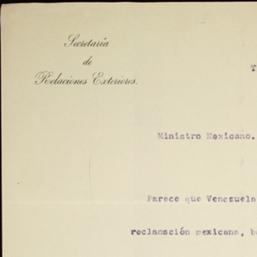 Secretaría
de
Relaciones Exteriores.
T
Ministro Mexicano.
Parece que Venezuela
reclamación mexicana, b